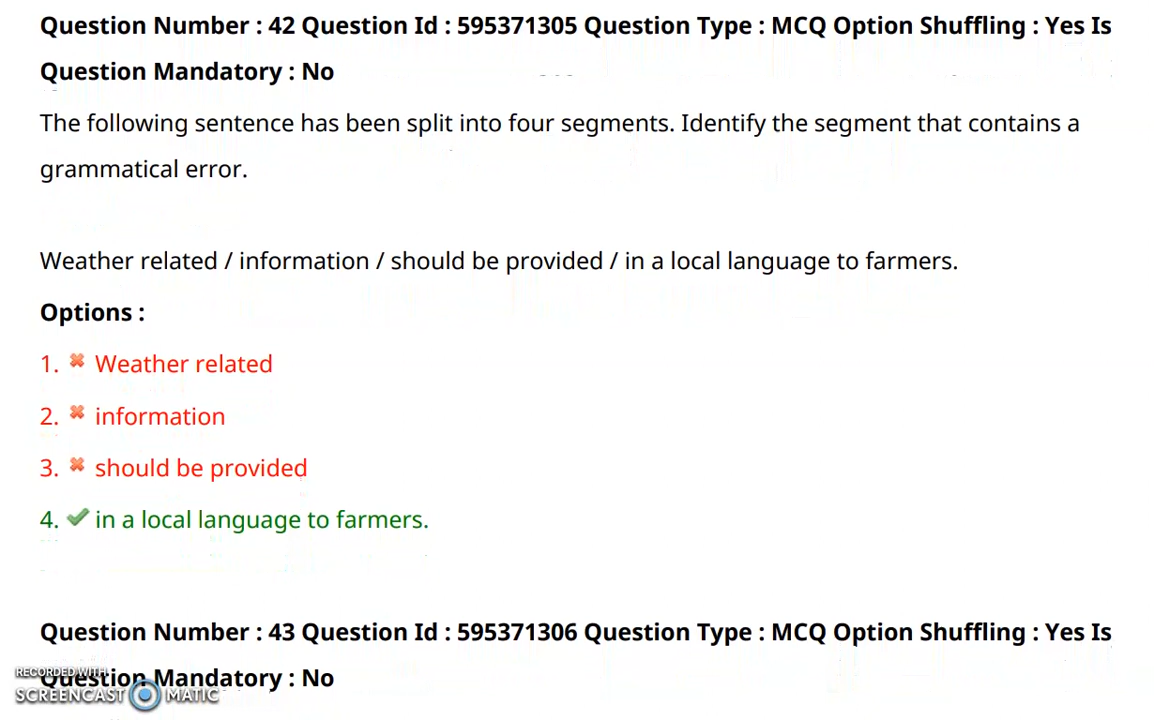 Question Number : 42 Question Id : 595371305 Question Type : MCQ Option Shuffling : Yes Is
Question Mandatory : No
The following sentence has been split into four segments. Identify the segment that contains a
grammatical error.
Weather related / information / should be provided / in a local language to farmers.
Options :
1. Weather related
2. information
3. should be provided
4. in a local language to farmers.
Question Number : 43 Question Id : 595371306 Question Type : MCQ Option Shuffling : Yes Is
Question Mandatory : No
RECORDED WITH
SCREENCAST MATIC